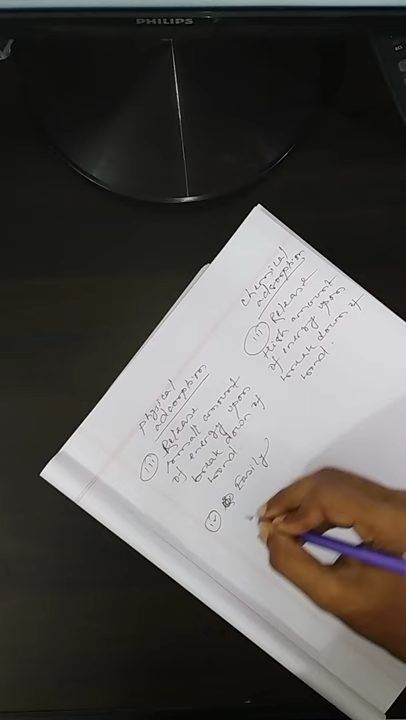 PHILIPS
physical
adsorption
(iii) Release
small amount
of energy upon
break down of
bond.
(iv) Easily
chemical
adsorption
(iii) Release
High amount
of energy upon
break down of
bond.